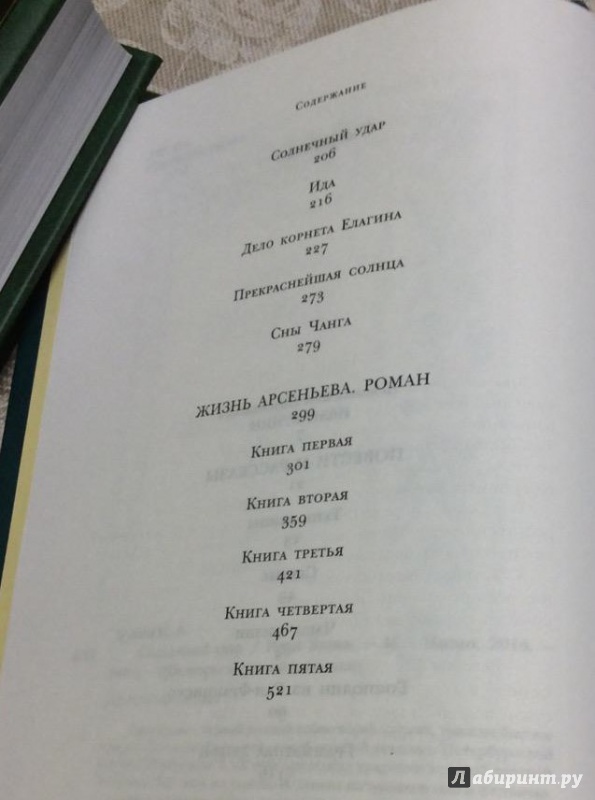 Содержание
Солнечный удар
206
Ида
216
Дело корнета Елагина
227
Прекраснейшая солнца
273
Сны Чанга
279
ЖИЗНЬ АРСЕНЬЕВА. РОМАН
299
Книга первая
301
Книга вторая
359
Книга третья
421
Книга четвертая
467
Книга пятая
521
Лабиринт.ру